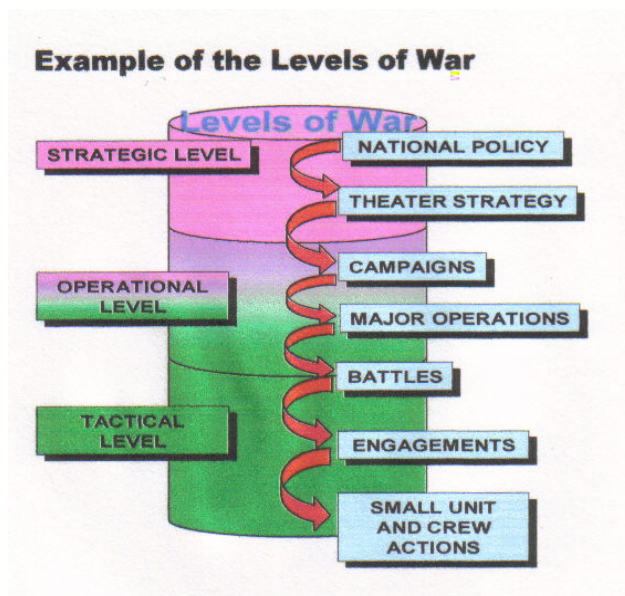 Example of the Levels of War
Levels of War
STRATEGIC LEVEL
NATIONAL POLICY
THEATER STRATEGY
CAMPAIGNS
OPERATIONAL
LEVEL
MAJOR OPERATIONS
BATTLES
TACTICAL
LEVEL
ENGAGEMENTS
SMALL UNIT
AND CREW
ACTIONS